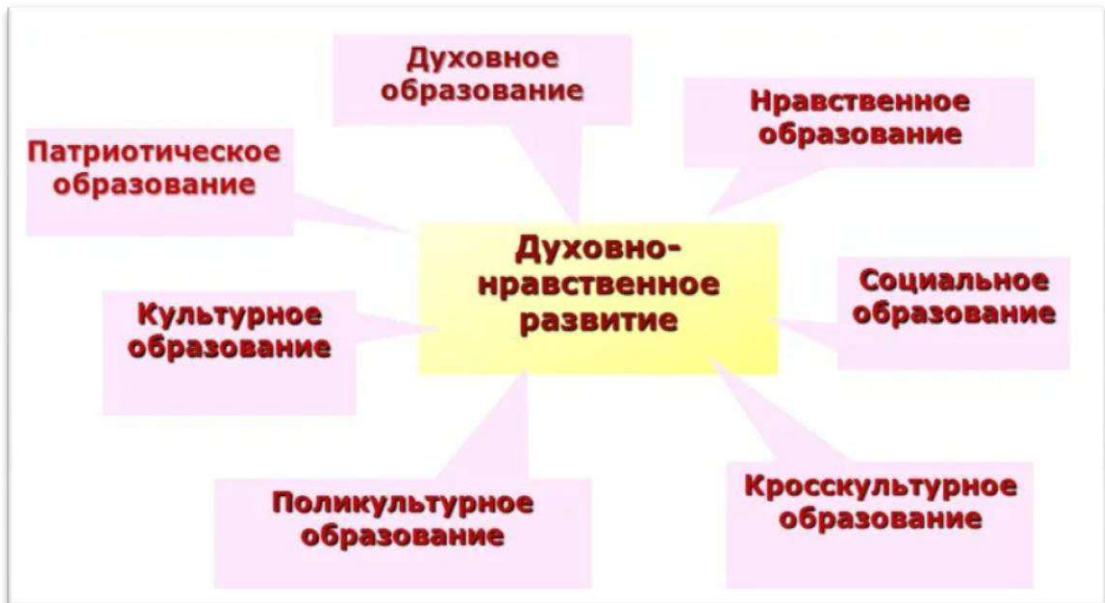 Духовное
образование
Нравственное
образование
Патриотическое
образование
Духовно-
нравственное
развитие
Социальное
образование
Культурное
образование
Поликультурное
образование
Кросскультурное
образование